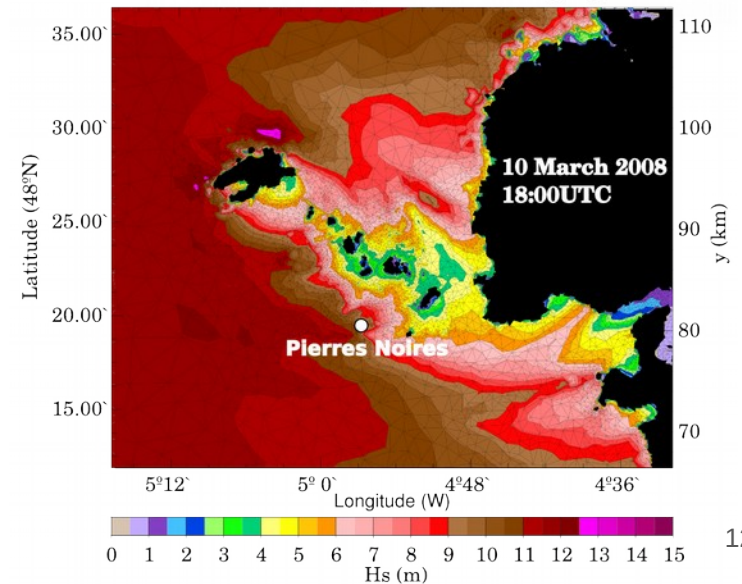 35.00`
30.00`
25.00`
20.00`
15.00`
Latitude (48ºN)
10 March 2008
18:00UTC
Pierres Noires
110
100
90
80
70
y (km)
5º12` 5º 0` 4º48` 4º36`
Longitude (W)
0 1 2 3 4 5 6 7 8 9 10 11 12 13 14 15
Hs (m)